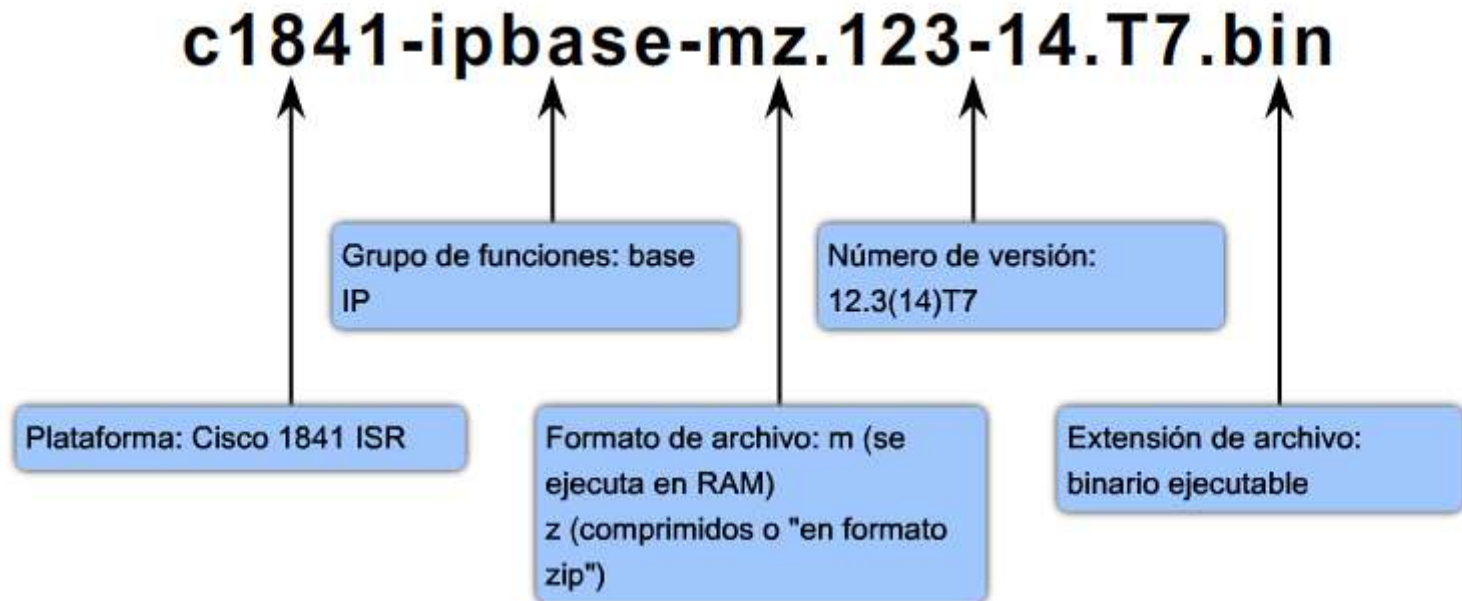 c1841-ipbase-mz.123-14.T7.bin
Grupo de funciones: base
IP
Número de versión:
12.3(14)T7
Plataforma: Cisco 1841 ISR
Formato de archivo: m (se
ejecuta en RAM)
z (comprimidos o "en formato
zip")
Extensión de archivo:
binario ejecutable